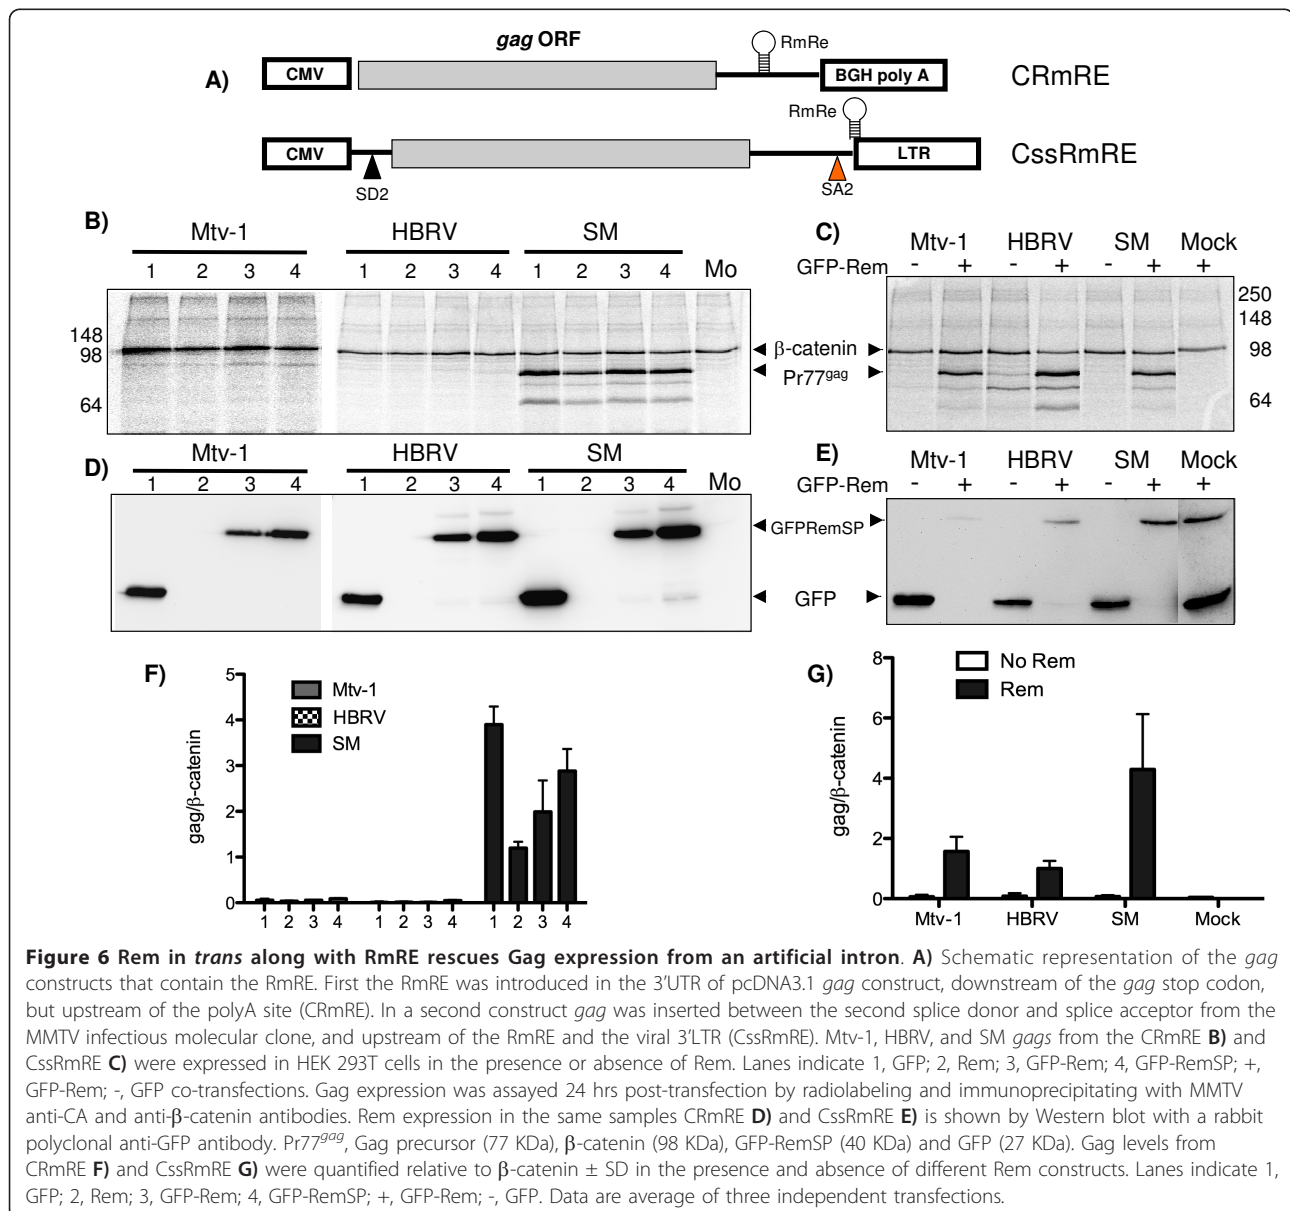 A)
gag ORF
RmRe
CMV
BGH poly A
CRmRE
RmRe
CMV
LTR
CssRmRE
SD2
SA2
B)
Mtv-1 HBRV SM
1 2 3 4 1 2 3 4 1 2 3 4 Mo
148
98
64
β-catenin
Pr77gag
C)
Mtv-1 HBRV SM Mock
GFP-Rem - + - + - + +
250
148
98
64
D)
Mtv-1 HBRV SM
1 2 3 4 1 2 3 4 1 2 3 4 Mo
GFPRemSP
GFP
E)
Mtv-1 HBRV SM Mock
GFP-Rem - + - + - + +
F)
gag/β-catenin
5
4
3
2
1
0
Mtv-1
HBRV
SM
1 2 3 4 1 2 3 4 1 2 3 4
G)
gag/β-catenin
8
6
4
2
0
No Rem
Rem
Mtv-1 HBRV SM Mock
Figure 6 Rem in trans along with RmRE rescues Gag expression from an artificial intron. A) Schematic representation of the gag
constructs that contain the RmRE. First the RmRE was introduced in the 3'UTR of pcDNA3.1 gag construct, downstream of the gag stop codon,
but upstream of the polyA site (CRmRE). In a second construct gag was inserted between the second splice donor and splice acceptor from the
MMTV infectious molecular clone, and upstream of the RmRE and the viral 3'LTR (CssRmRE). Mtv-1, HBRV, and SM gags from the CRmRE B) and
CssRmRE C) were expressed in HEK 293T cells in the presence or absence of Rem. Lanes indicate 1, GFP; 2, Rem; 3, GFP-Rem; 4, GFP-RemSP; +,
GFP-Rem; -, GFP co-transfections. Gag expression was assayed 24 hrs post-transfection by radiolabeling and immunoprecipitating with MMTV
anti-CA and anti-β-catenin antibodies. Rem expression in the same samples CRmRE D) and CssRmRE E) is shown by Western blot with a rabbit
polyclonal anti-GFP antibody. Pr77gag, Gag precursor (77 KDa), β-catenin (98 KDa), GFP-RemSP (40 KDa) and GFP (27 KDa). Gag levels from
CRmRE F) and CssRmRE G) were quantified relative to β-catenin ± SD in the presence and absence of different Rem constructs. Lanes indicate 1,
GFP; 2, Rem; 3, GFP-Rem; 4, GFP-RemSP; +, GFP-Rem; -, GFP. Data are average of three independent transfections.